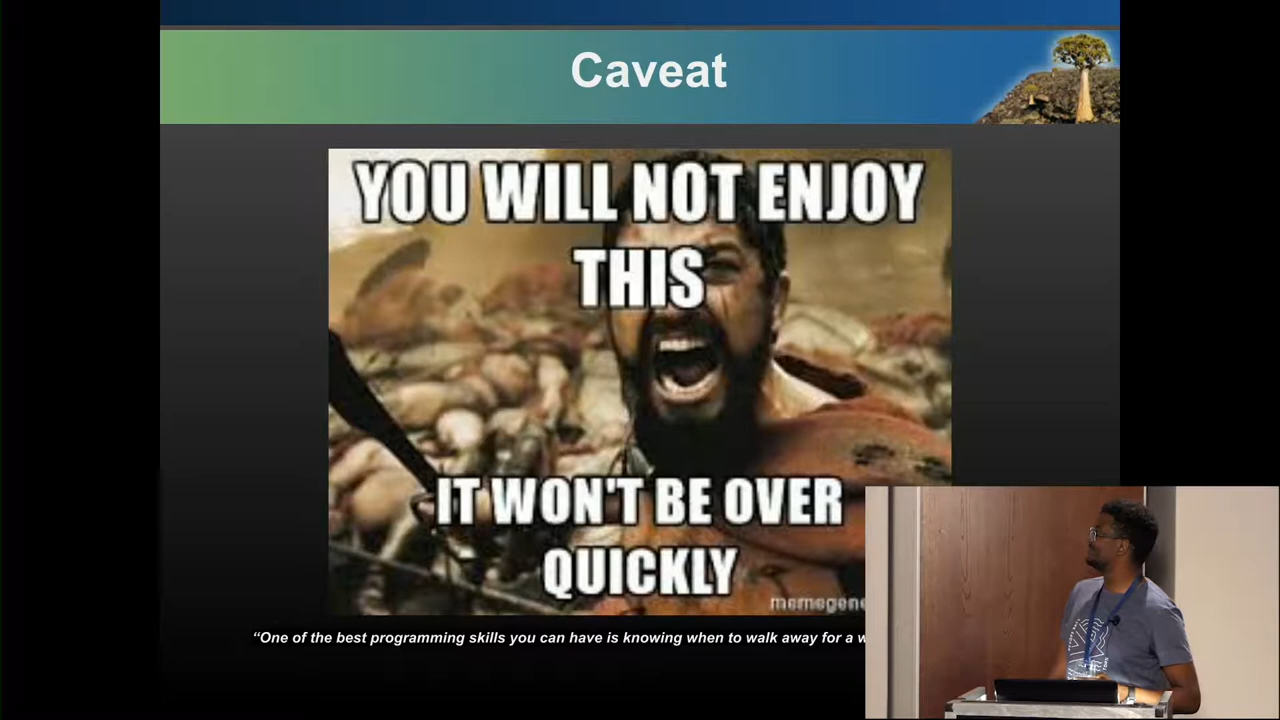 Caveat
YOU WILL NOT ENJOY
THIS
IT WON'T BE OVER
QUICKLY
memegene
“One of the best programming skills you can have is knowing when to walk away for a w